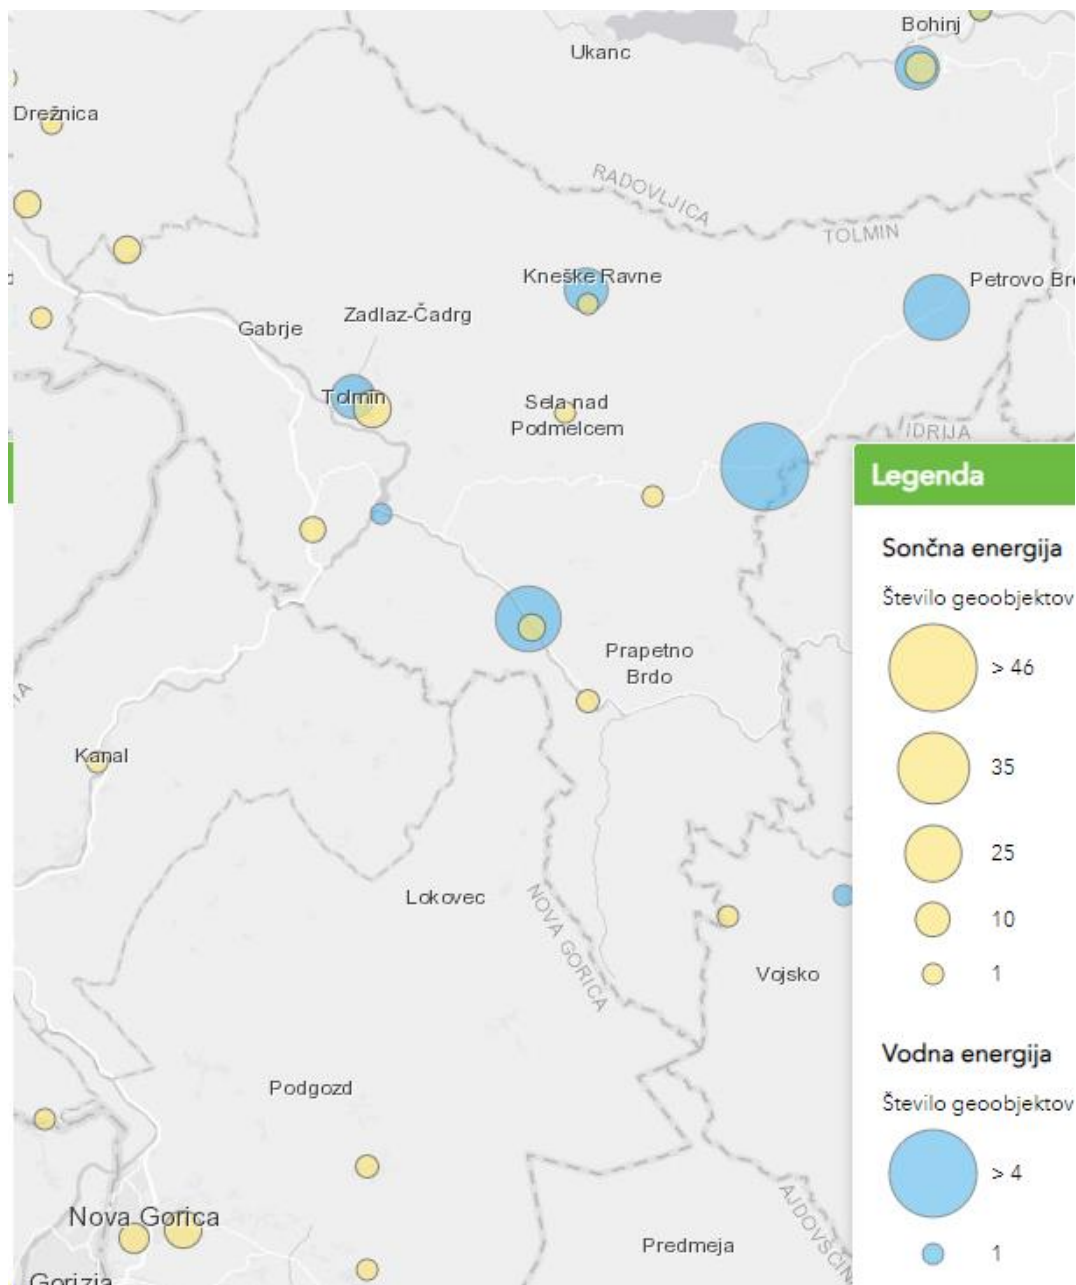 Bohinj
Ukanc
Drežnica
RADOVLJICA
TOLMIN
Kneške Ravne
Petrovo Br
Zadlaz-Čadrg
Gabrje
Tolmin
Sela nad
Podmelcem
IDRIJA
Legenda
Sončna energija
Število geoobjektov
> 46
35
25
10
1
Prapetno
Brdo
Kanal
Lokovec
NOVA GORICA
Vojsko
Vodna energija
Število geoobjektov
> 4
1
Podgozd
Nova Gorica
AJDOVŠČIN
Predmeja
Gorizia